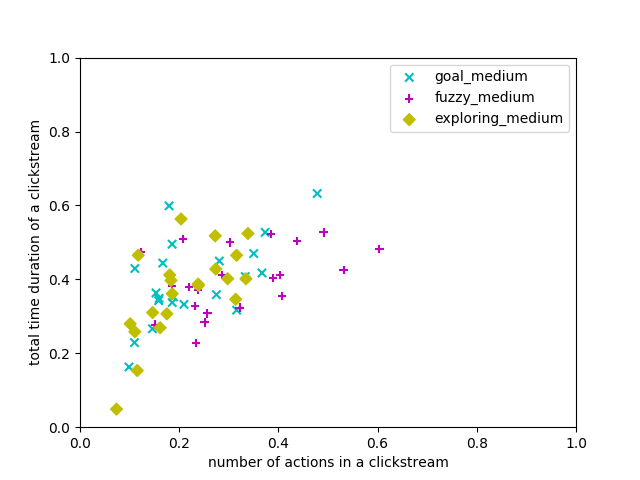 1.0
0.8
0.6
0.4
0.2
0.0
0.0 0.2 0.4 0.6 0.8 1.0
number of actions in a clickstream
total time duration of a clickstream
goal_medium
fuzzy_medium
exploring_medium